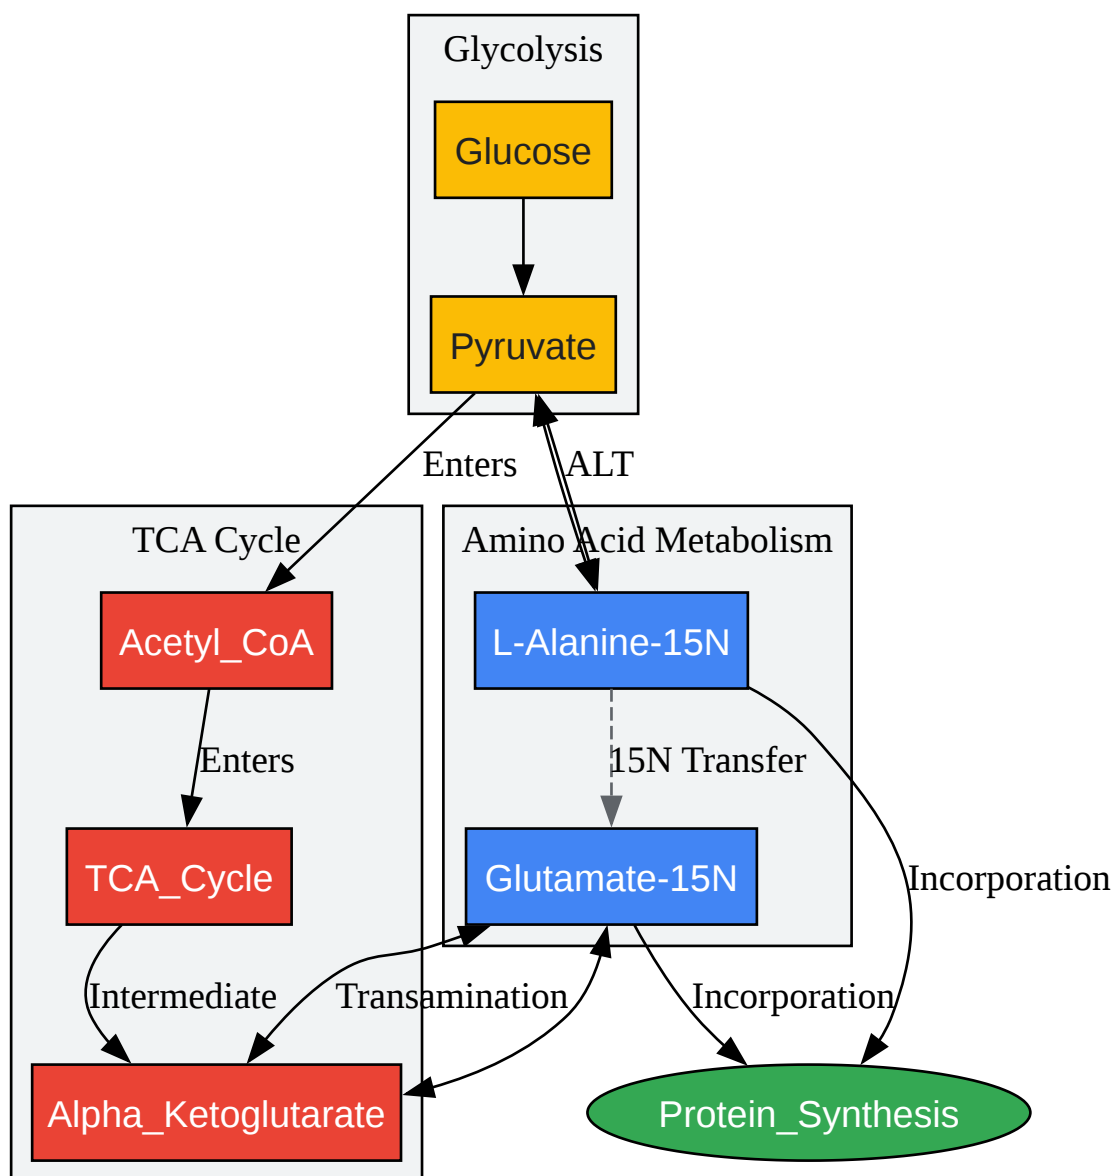 Glycolysis
Glucose
Pyruvate
Enters
ALT
TCA Cycle
Amino Acid Metabolism
Acetyl_CoA
L-Alanine-15N
Enters
15N Transfer
TCA_Cycle
Glutamate-15N
Incorporation
Intermediate
Transamination
Incorporation
Alpha_Ketoglutarate
Protein_Synthesis